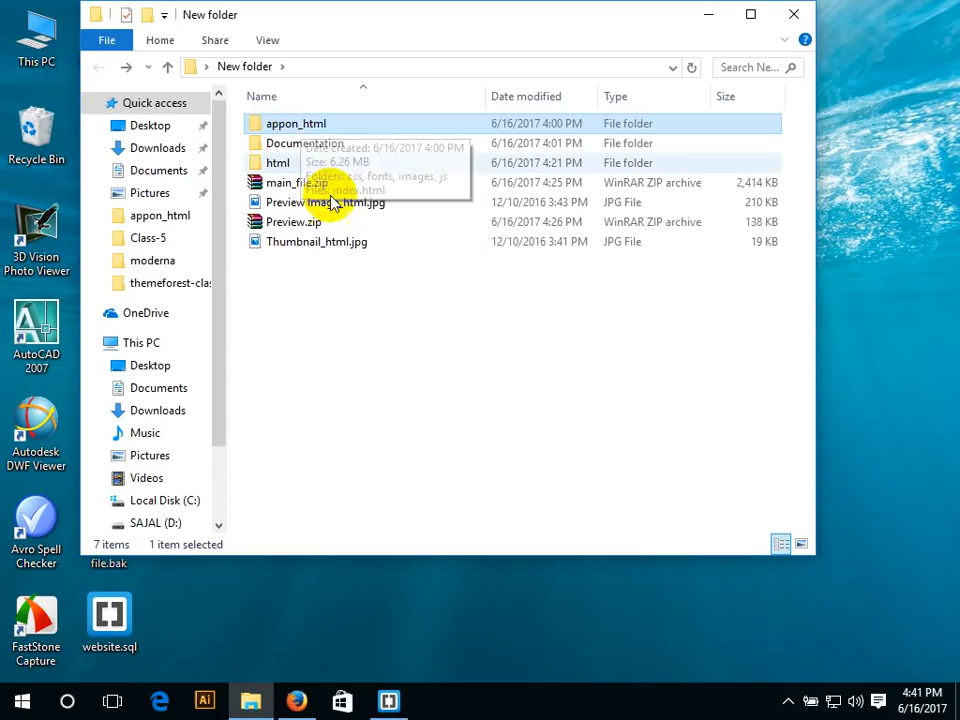 New folder
File
Home
Share
View
New folder
Search Ne...
Quick access
Desktop
Downloads
Documents
Pictures
appon_html
Class-5
moderna
themeforest-clas
OneDrive
This PC
Desktop
Documents
Downloads
Music
Pictures
Videos
Local Disk (C:)
SAJAL (D:)
Name
Date modified
Type
Size
appon_html 6/16/2017 4:00 PM File folder
Documentation 6/16/2017 4:01 PM File folder
html 6/16/2017 4:21 PM File folder
main_file.zip 6/16/2017 4:25 PM WinRAR ZIP archive 2,414 KB
Preview Image_html.jpg 12/10/2016 3:43 PM JPG File 210 KB
Preview.zip 6/16/2017 4:26 PM WinRAR ZIP archive 138 KB
Thumbnail_html.jpg 12/10/2016 3:41 PM JPG File 19 KB
Date created: 6/16/2017 4:00 PM
Size: 6.26 MB
Folders: css, fonts, images, js
Files: index.html
7 items 1 item selected
This PC
Recycle Bin
3D Vision
Photo Viewer
AutoCAD
2007
Autodesk
DWF Viewer
Avro Spell
Checker
file.bak
FastStone
Capture
website.sql
Ai
4:41 PM
6/16/2017